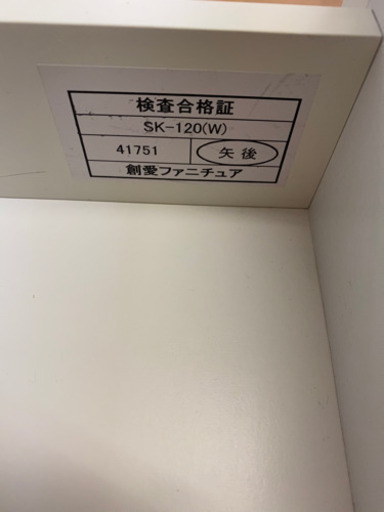 検査合格証
SK-120(W)
41751 矢後
創愛ファニチュア